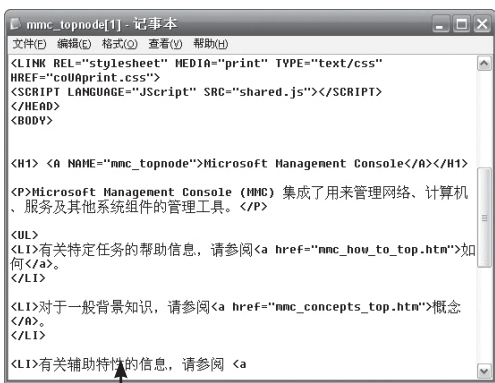 mmc_topnode[1] - 记事本
文件(F) 编辑(E) 格式(O) 查看(V) 帮助(H)
<LINK REL="stylesheet" MEDIA="print" TYPE="text/css"
HREF="coUAprint.css">
<SCRIPT LANGUAGE="JScript" SRC="shared.js"></SCRIPT>
</HEAD>
<BODY>
<H1> <A NAME="mmc_topnode">Microsoft Management Console</A></H1>
<P>Microsoft Management Console (MMC) 集成了用来管理网络、计算机
、服务及其他系统组件的管理工具。</P>
<UL>
<LI>有关特定任务的帮助信息，请参阅<a href="mmc_how_to_top.htm">如
何</a>。
</LI>
<LI>对于一般背景知识，请参阅<a href="mmc_concepts_top.htm">概念
</A>。
</LI>
<LI>有关辅助特性的信息，请参阅 <a